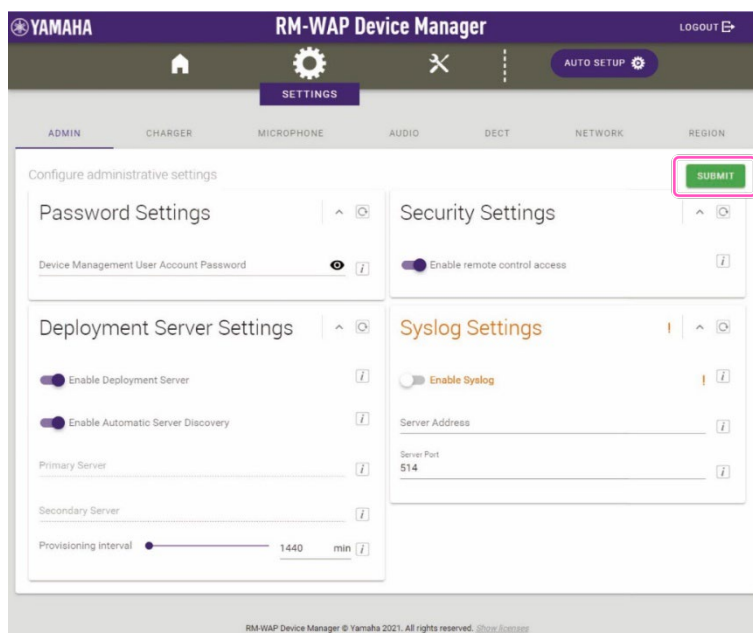 YAMAHA
RM-WAP Device Manager
LOGOUT
AUTO SETUP
SETTINGS
ADMIN CHARGER MICROPHONE AUDIO DECT NETWORK REGION
Configure administrative settings
SUBMIT
Password Settings
Device Management User Account Password
Security Settings
Enable remote control access
Deployment Server Settings
Enable Deployment Server
Enable Automatic Server Discovery
Primary Server
Secondary Server
Provisioning interval 1440 min
Syslog Settings
Enable Syslog
Server Address
Server Port
514
RM-WAP Device Manager © Yamaha 2021. All rights reserved. Show licenses